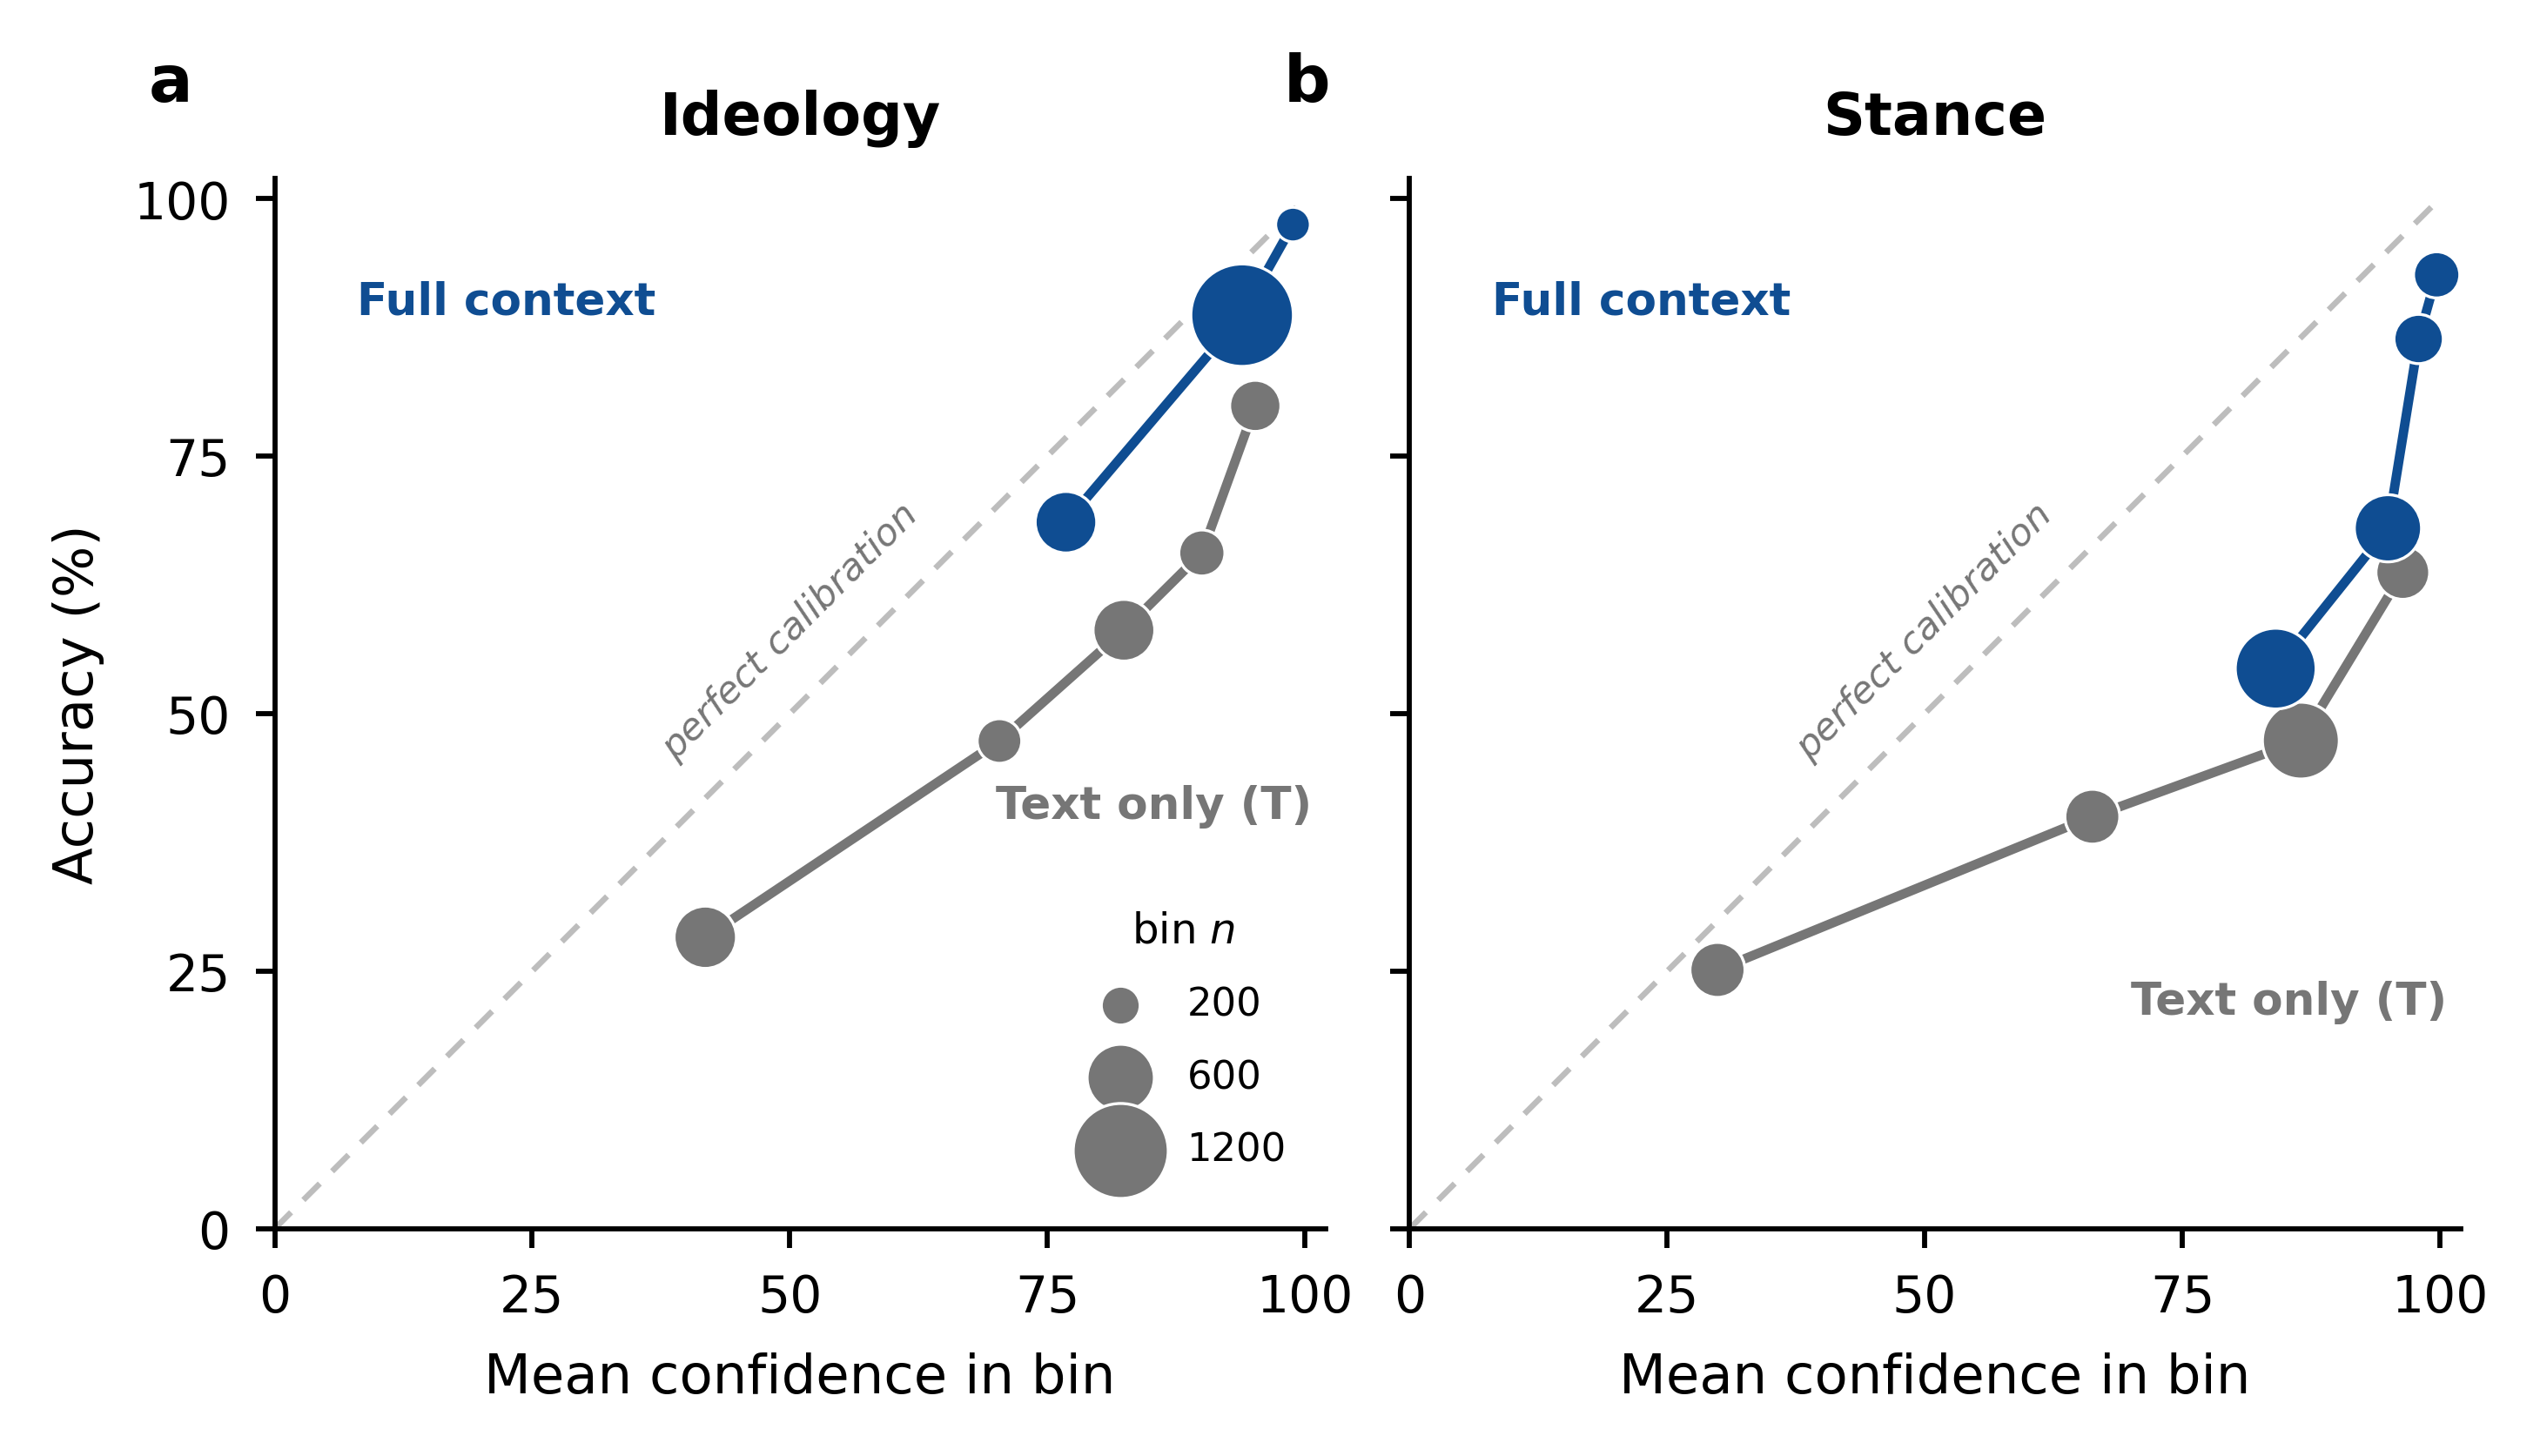 a
Ideology
Accuracy (%)
100
75
50
25
0
Full context
perfect calibration
Text only (T)
bin n
200
600
1200
0 25 50 75 100
Mean confidence in bin
b
Stance
Full context
perfect calibration
Text only (T)
0 25 50 75 100
Mean confidence in bin